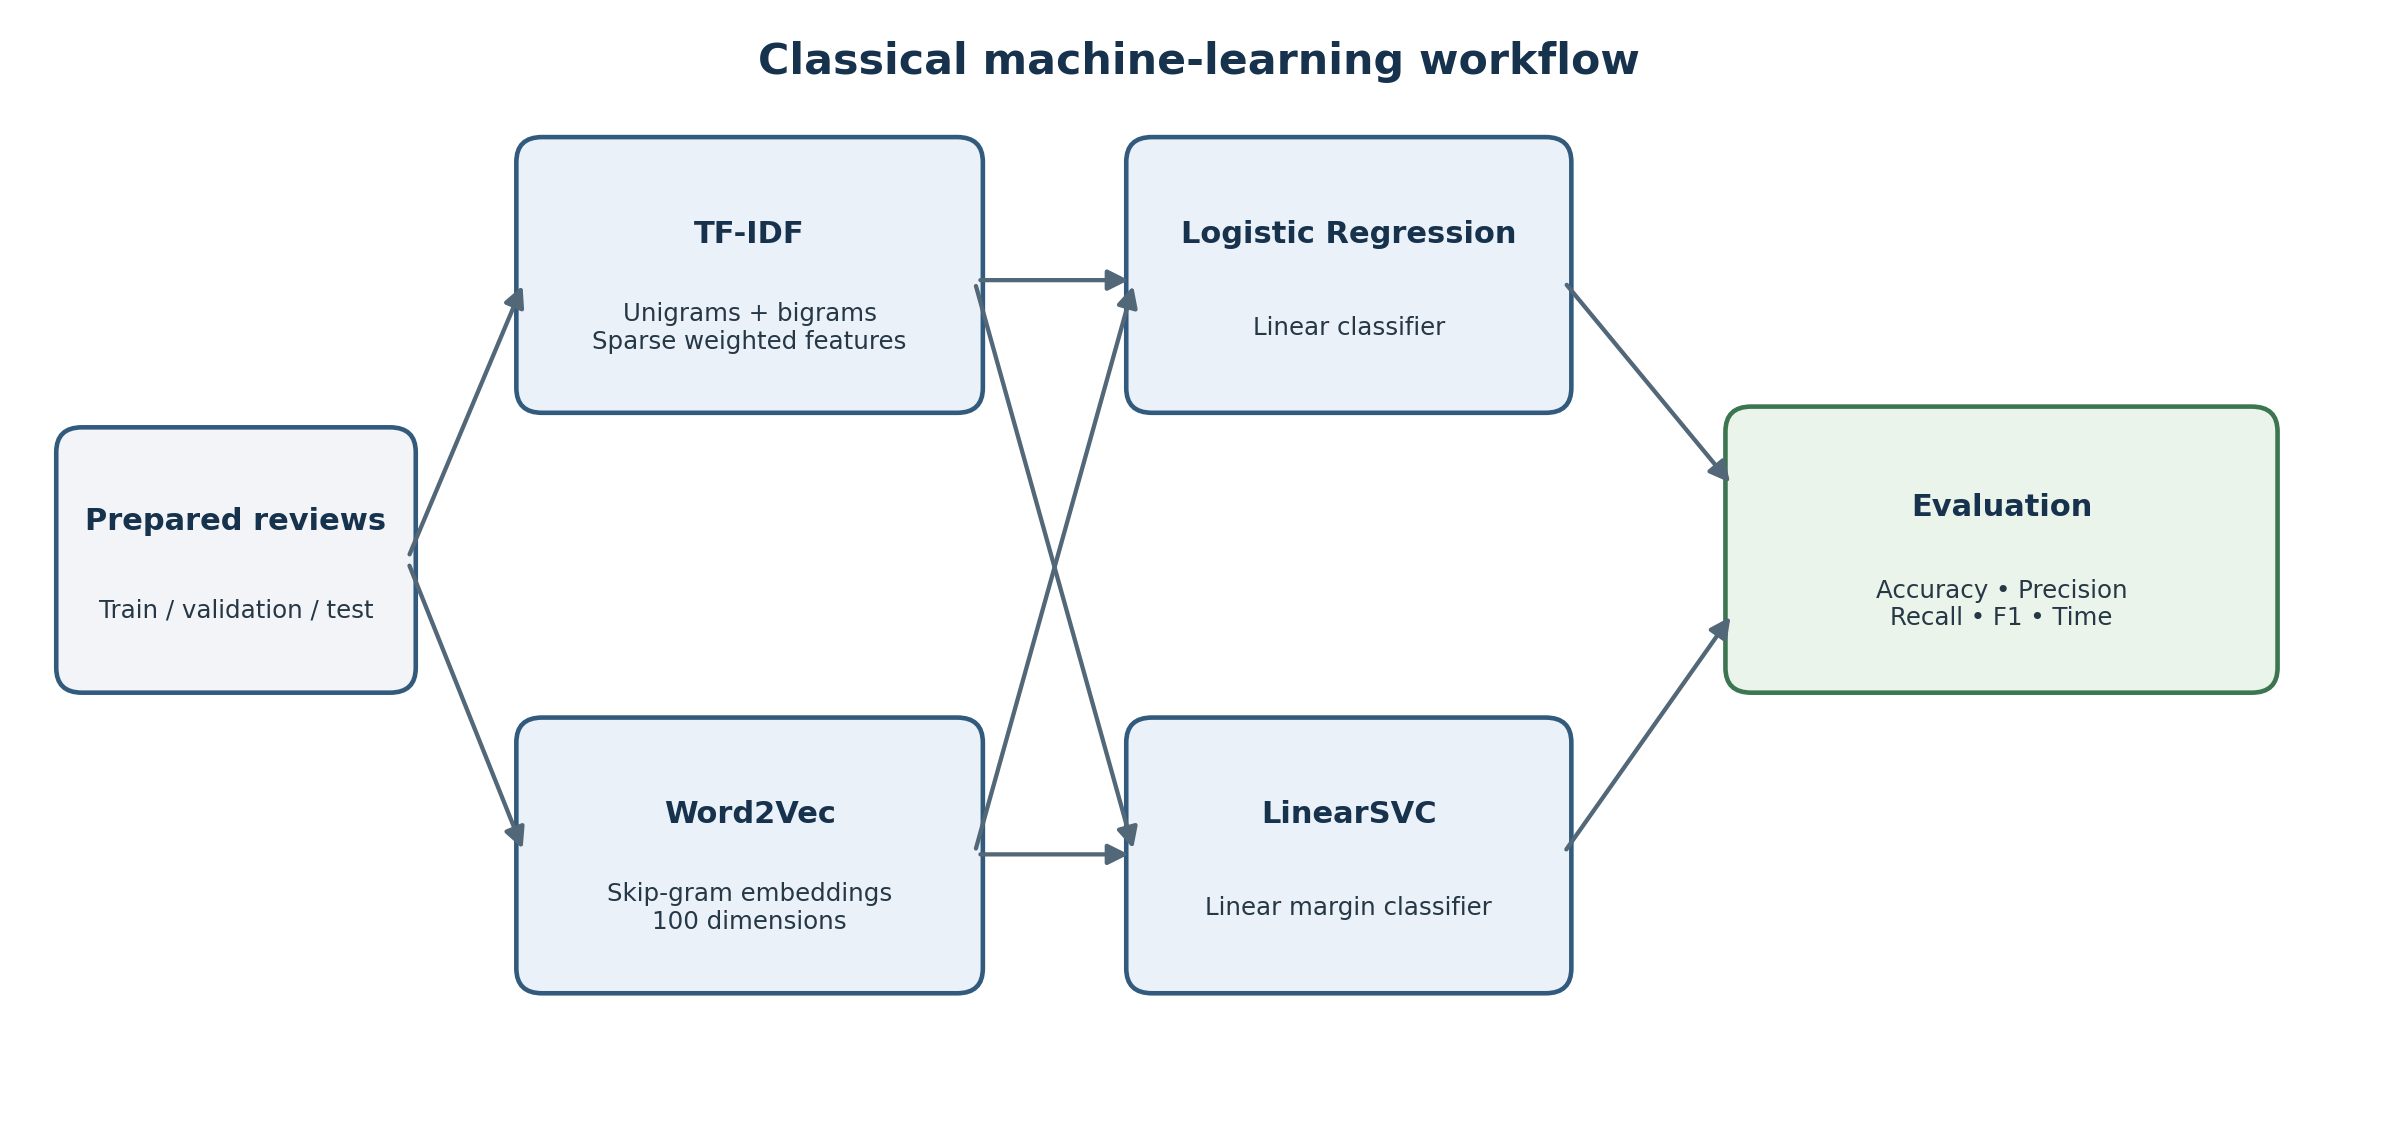 Classical machine-learning workflow
Prepared reviews
Train / validation / test
TF-IDF
Unigrams + bigrams
Sparse weighted features
Word2Vec
Skip-gram embeddings
100 dimensions
Logistic Regression
Linear classifier
LinearSVC
Linear margin classifier
Evaluation
Accuracy • Precision
Recall • F1 • Time